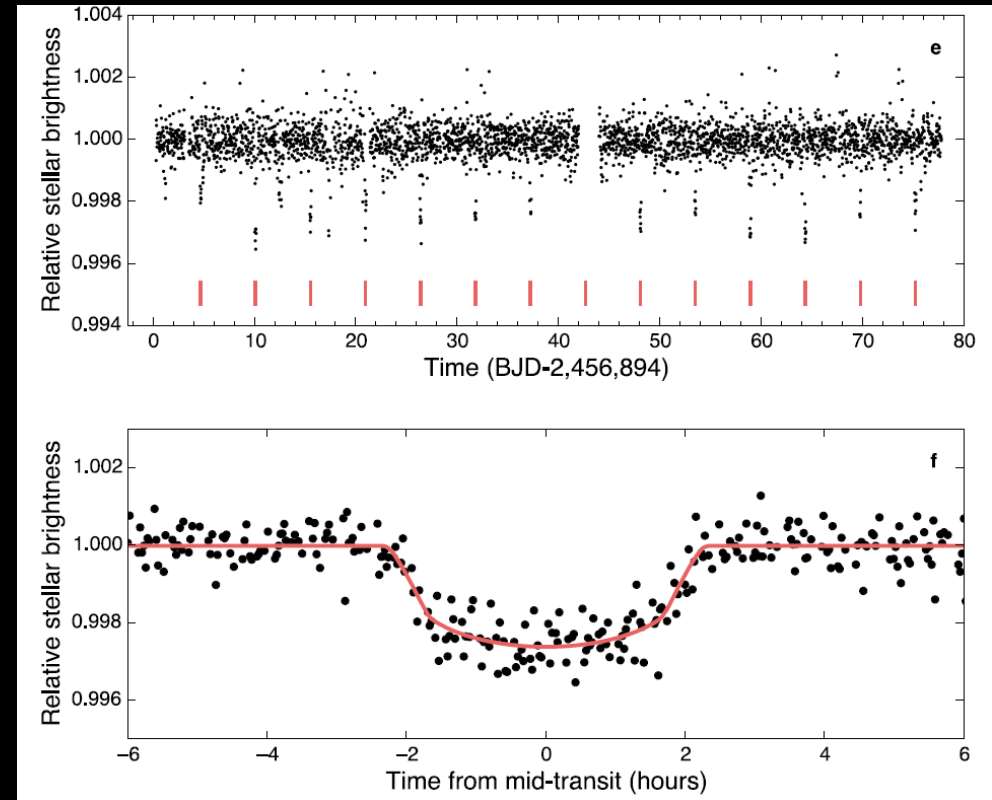 1.004
1.002
1.000
0.998
0.996
0.994
Relative stellar brightness
e
0 10 20 30 40 50 60 70 80
Time (BJD-2,456,894)
1.002
1.000
0.998
0.996
Relative stellar brightness
f
−6 −4 −2 0 2 4 6
Time from mid-transit (hours)